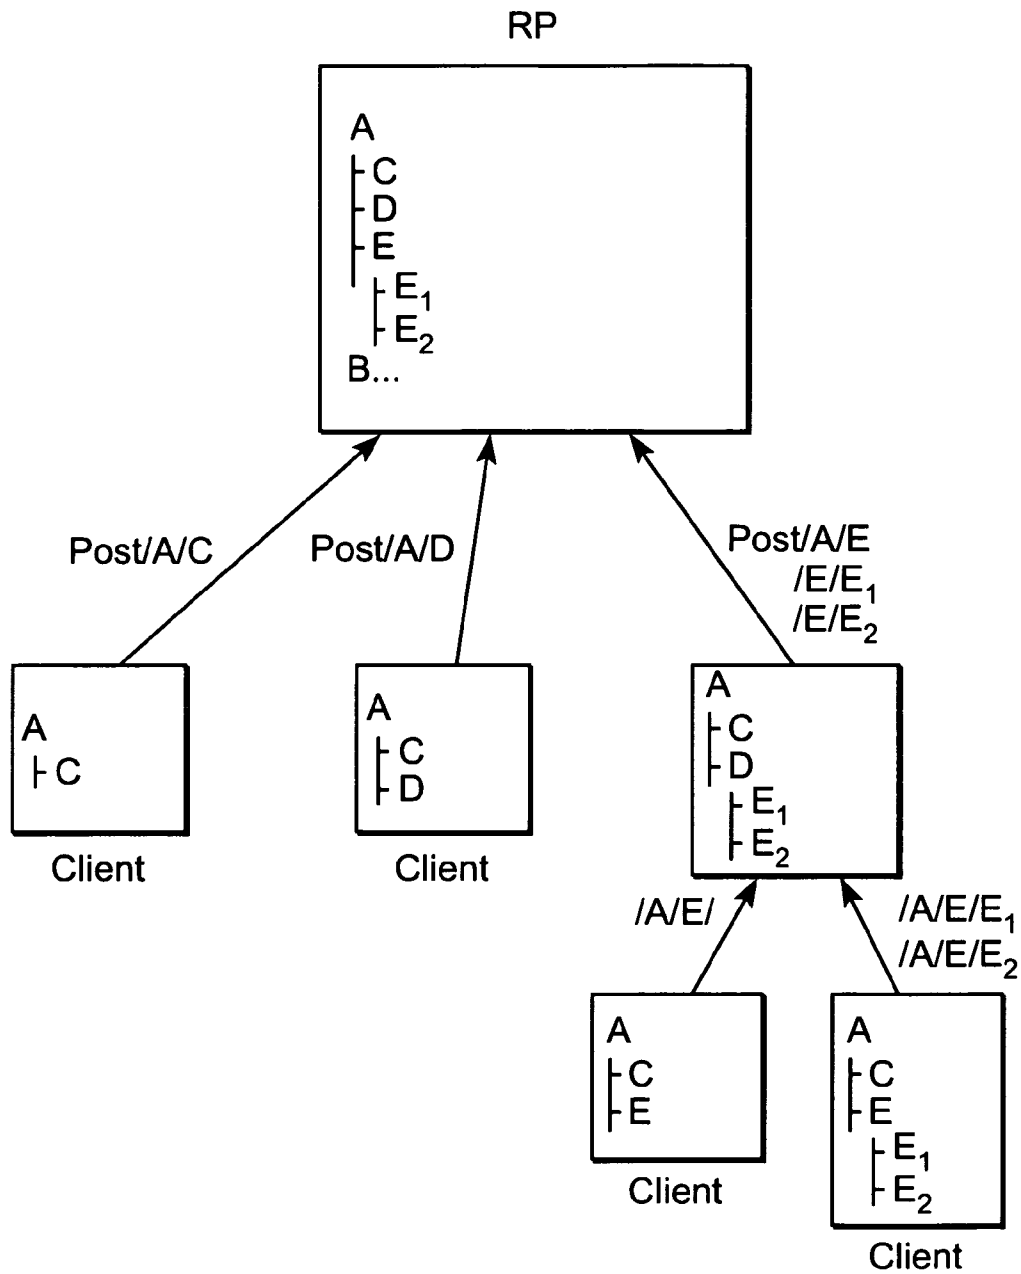 RP
A
C
D
E
E₁
E₂
B...
Post/A/C
Post/A/D
Post/A/E
/E/E₁
/E/E₂
A
C
Client
A
C
D
Client
A
C
D
E₁
E₂
/A/E/
/A/E/E₁
/A/E/E₂
A
C
E
Client
A
C
E
E₁
E₂
Client